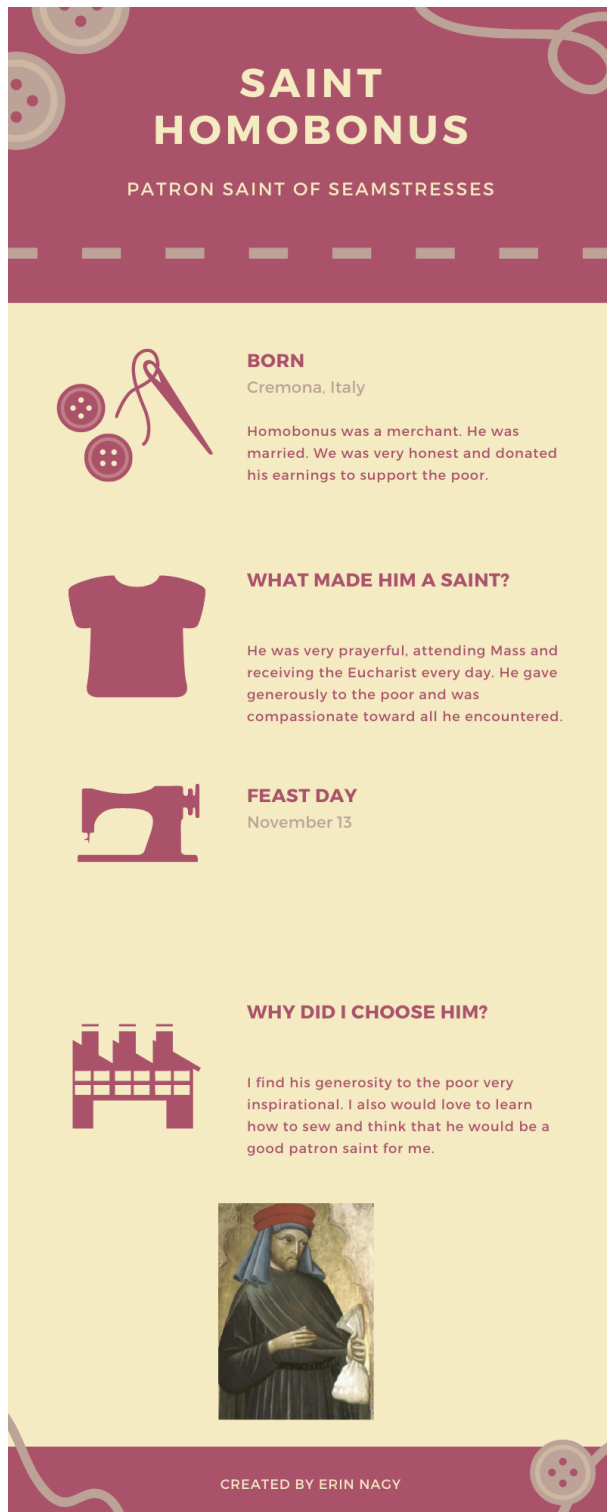 SAINT
HOMOBONUS
PATRON SAINT OF SEAMSTRESSES
BORN
Cremona, Italy
Homobonus was a merchant. He was
married. We was very honest and donated
his earnings to support the poor.
WHAT MADE HIM A SAINT?
He was very prayerful, attending Mass and
receiving the Eucharist every day. He gave
generously to the poor and was
compassionate toward all he encountered.
FEAST DAY
November 13
WHY DID I CHOOSE HIM?
I find his generosity to the poor very
inspirational. I also would love to learn
how to sew and think that he would be a
good patron saint for me.
CREATED BY ERIN NAGY